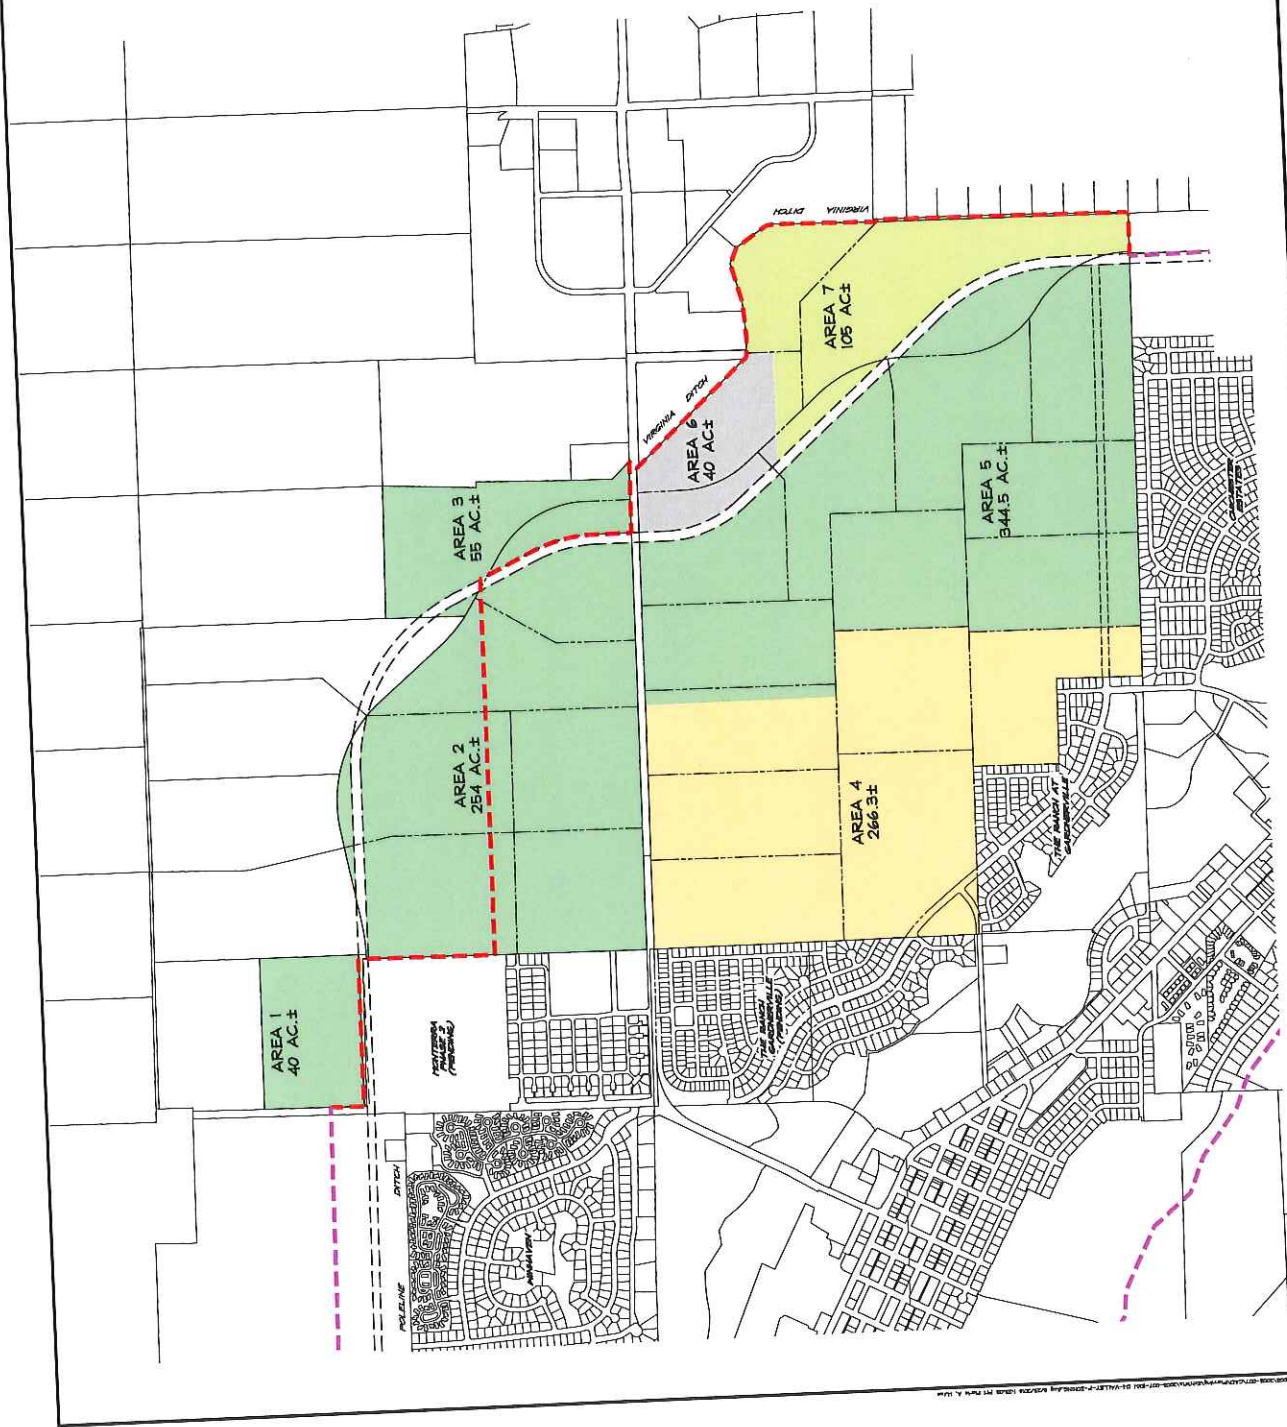 VIRGINIA DITCH
AREA 7
105 AC±
VIRGINIA DITCH
AREA 6
40 AC±
AREA 3
55 AC.±
AREA 5
344.5 AC.±
ESTATES
AREA 2
254 AC.±
AREA 4
266.3±
THE RANCH AT
GARDNERVILLE
AREA 1
40 AC.±
MONTERRA
PHASE 2
(PENDING)
THE RANCH
GARDNERVILLE
(PENDING)
POLELINE DITCH
WINHAVEN